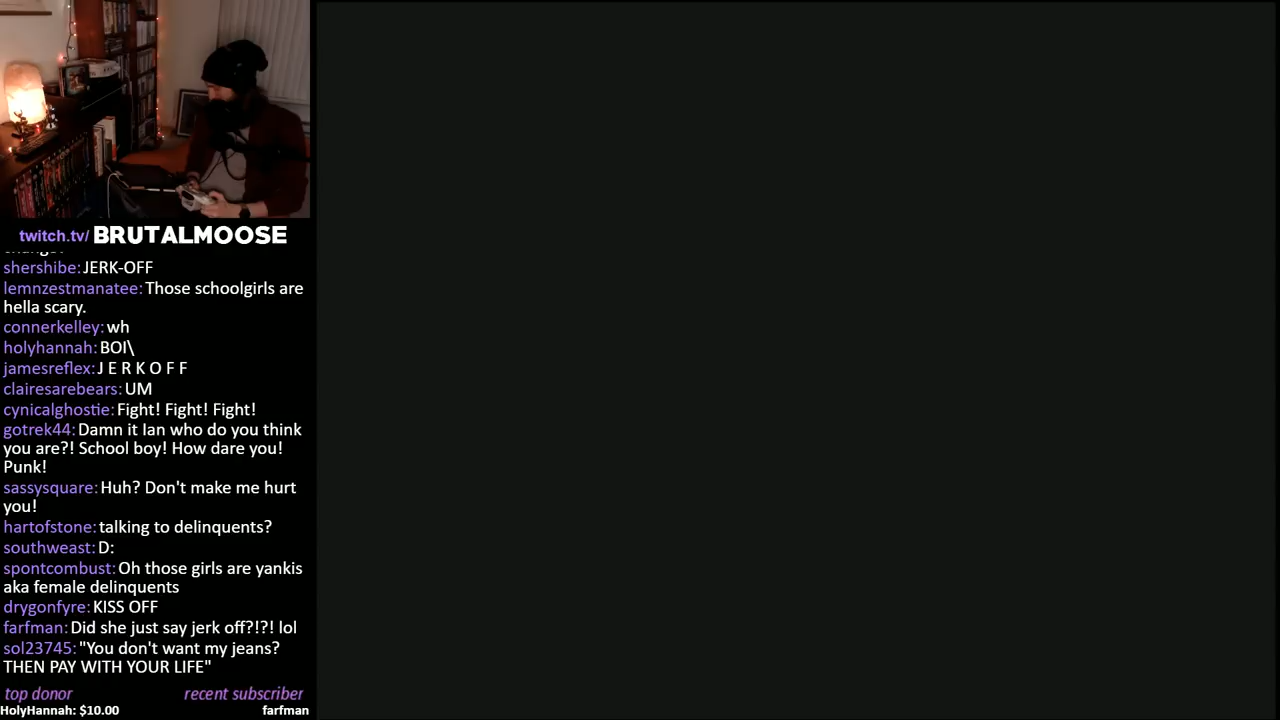 twitch.tv/ BRUTALMOOSE
shershibe: JERK-OFF
lemnzestmanatee: Those schoolgirls are
hella scary.
connerkelley: wh
holyhannah: BOI\
jamesreflex: J E R K O F F
clairesarebears: UM
cynicalghostie: Fight! Fight! Fight!
gotrek44: Damn it Ian who do you think
you are?! School boy! How dare you!
Punk!
sassysquare: Huh? Don't make me hurt
you!
hartofstone: talking to delinquents?
southweast: D:
spontcombust: Oh those girls are yankis
aka female delinquents
drygonfyre: KISS OFF
farfman: Did she just say jerk off?!?! lol
sol23745: "You don't want my jeans?
THEN PAY WITH YOUR LIFE"
top donor recent subscriber
HolyHannah: $10.00 farfman